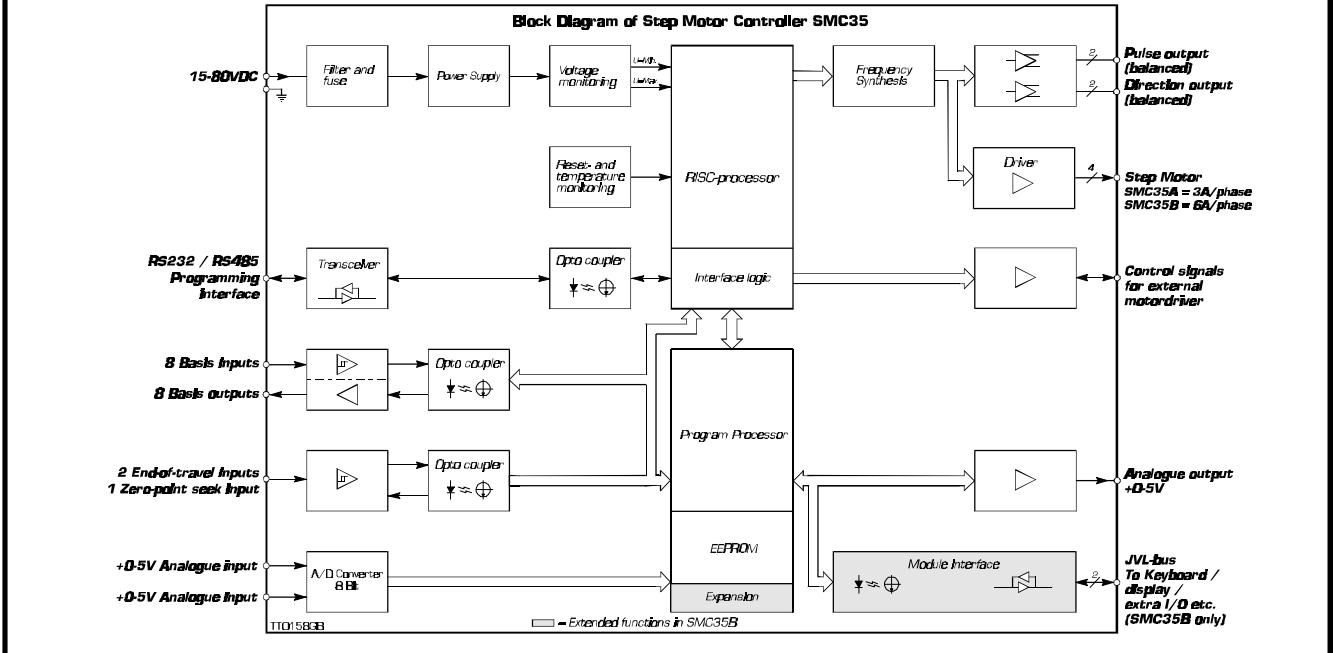 Block Diagram of Step Motor Controller SMC35
15-80VDC
Filter and
fuse
Power Supply
Voltage
monitoring
Frequency
Synthesis
Pulse output
(balanced)
2
Direction output
(balanced)
2
Reset- and
temperature
monitoring
RISC-processor
Driver
4
Step Motor
SMC35A = 3A/phase
SMC35B = 6A/phase
RS232 / RS485
Programming
Interface
Transceiver
Opto coupler
Interface logic
Control signals
for external
motordriver
8 Basis Inputs
8 Basis outputs
Opto coupler
Program Processor
2 End-of-travel Inputs
1 Zero-point seek Input
Opto coupler
Analogue output
+0-5V
+0-5V Analogue input
+0-5V Analogue Input
A/D Converter
8 Bit
EEPROM
Expansion
Module Interface
2
JVL-bus
To Keyboard /
display /
extra I/O etc.
(SMC35B only)
TT0158GB
= Extended functions in SMC35B